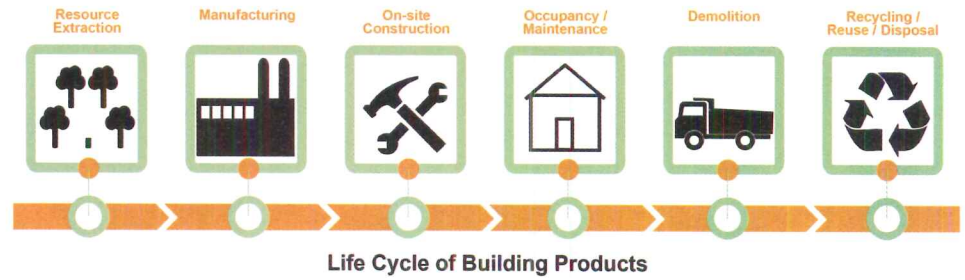 Resource
Extraction
Manufacturing
On-site
Construction
Occupancy /
Maintenance
Demolition
Recycling /
Reuse / Disposal
Life Cycle of Building Products